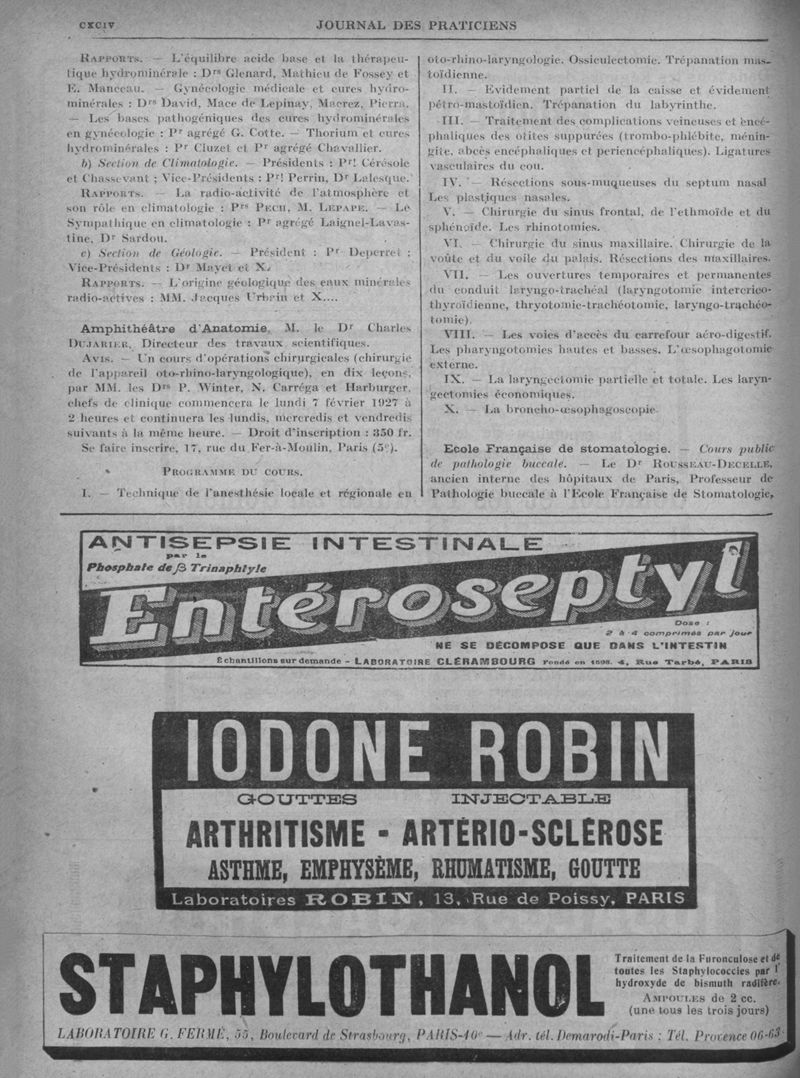 CXCIV
JOURNAL DES PRATICIENS
RAPPORTS. — L'équilibre acide base et la thérapeu-
tique hydrominérale : Drs Glenard, Mathieu de Fossey et
E. Manceau. — Gynécologie médicale et cures hydro-
minérales : Drs David, Mace de Lepinay, Macrez, Pierra.
— Les bases pathogéniques des cures hydrominérales
en gynécologie : Pr agrégé G. Cotte. — Thorium et cures
hydrominérales : Pr Cluzet et Pr agrégé Chavallier.
b) Section de Climatologie. — Présidents : Prs Cérésole
et Chassevant ; Vice-Présidents : Prs Perrin, Dr Lalesque.
RAPPORTS. — La radio-activité de l'atmosphère et
son rôle en climatologie : Prs PECH, M. LEPAPE. — Le
Sympathique en climatologie : Pr agrégé Laignel-Lavas-
tine, Dr Sardou.
c) Section de Géologie. — Président : Pr Deperret ;
Vice-Présidents : Dr Mayet et X.
RAPPORTS. — L'origine géologique des eaux minérales
radio-actives : MM. Jacques Urbain et X....
Amphithéâtre d'Anatomie, M. le Dr Charles
DUJARIER, Directeur des travaux scientifiques.
AVIS. — Un cours d'opérations chirurgicales (chirurgie
de l'appareil oto-rhino-laryngologique), en dix leçons,
par MM. les Drs P. Winter, N. Carréga et Harburger,
chefs de clinique commencera le lundi 7 février 1927 à
2 heures et continuera les lundis, mercredis et vendredis
suivants à la même heure. — Droit d'inscription : 350 fr.
Se faire inscrire, 17, rue du Fer-à-Moulin, Paris (5e).
PROGRAMME DU COURS.
I. — Technique de l'anesthésie locale et régionale en
oto-rhino-laryngologie. Ossiculectomie. Trépanation mas-
toïdienne.
II. — Evidement partiel de la caisse et évidement
pétro-mastoïdien. Trépanation du labyrinthe.
III. — Traitement des complications veineuses et encé-
phaliques des otites suppurées (trombo-phlébite, ménin-
gite, abcès encéphaliques et periencéphaliques). Ligatures
vasculaires du cou.
IV. — Résections sous-muqueuses du septum nasal
Les plastiques nasales.
V. — Chirurgie du sinus frontal, de l'ethmoïde et du
sphénoïde. Les rhinotomies.
VI. — Chirurgie du sinus maxillaire. Chirurgie de la
voûte et du voile du palais. Résections des maxillaires.
VII. — Les ouvertures temporaires et permanentes
du conduit laryngo-trachéal (laryngotomie intercrico-
thyroïdienne, thryotomie-trachéotomie, laryngo-trachéo-
tomie).
VIII. — Les voies d'accès du carrefour aéro-digestif.
Les pharyngotomies hautes et basses. L'œsophagotomie
externe.
IX. — La laryngectomie partielle et totale. Les laryn-
gectomies économiques.
X. — La broncho-œsophagoscopie.
Ecole Française de stomatologie. — Cours public
de pathologie buccale. — Le Dr ROUSSEAU-DECELLE,
ancien interne des hôpitaux de Paris, Professeur de
Pathologie buccale à l'Ecole Française de Stomatologie,
ANTISEPSIE INTESTINALE
par le
Phosphate de β Trinaphtyle
Entéroseptyl
Dose :
2 à 4 comprimés par jour
NE SE DÉCOMPOSE QUE DANS L'INTESTIN
Échantillons sur demande - LABORATOIRE CLÉRAMBOURG Fondé en 1898. 4, Rue Tarbé, PARIS
IODONE ROBIN
GOUTTES INJECTABLE
ARTHRITISME - ARTÉRIO-SCLÉROSE
ASTHME, EMPHYSÈME, RHUMATISME, GOUTTE
Laboratoires ROBIN, 13, Rue de Poissy, PARIS
STAPHYLOTHANOL
Traitement de la Furonculose et de
toutes les Staphylococcies par l'
hydroxyde de bismuth radifère.
AMPOULES de 2 cc.
(une tous les trois jours)
LABORATOIRE G. FERMÉ, 55, Boulevard de Strasbourg, PARIS-10e — Adr. tél. Demarodi-Paris : Tél. Provence 06-63